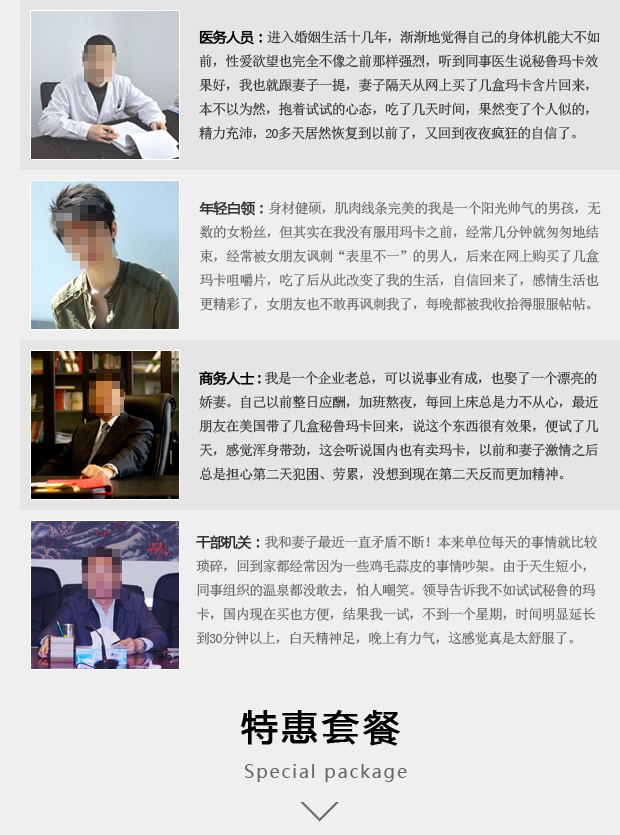 医务人员：进入婚姻生活十几年，渐渐地觉得自己的身体机能大不如
前，性爱欲望也完全不像之前那样强烈，听到同事医生说秘鲁玛卡效
果好，我也就跟妻子一提，妻子隔天从网上买了几盒玛卡含片回来，
本不以为然，抱着试试的心态，吃了几天时间，果然变了个人似的，
精力充沛，20多天居然恢复到以前了，又回到夜夜疯狂的自信了。
年轻白领：身材健硕，肌肉线条完美的我是一个阳光帅气的男孩，无
数的女粉丝，但其实在我没有服用玛卡之前，经常几分钟就匆匆地结
束，经常被女朋友讽刺“表里不一”的男人，后来在网上购买了几盒
玛卡咀嚼片，吃了后从此改变了我的生活，自信回来了，感情生活也
更精彩了，女朋友也不敢再讽刺我了，每晚都被我收拾得服服帖帖。
商务人士：我是一个企业老总，可以说事业有成，也娶了一个漂亮的
娇妻。自己以前整日应酬，加班熬夜，每回上床总是力不从心，最近
朋友在美国带了几盒秘鲁玛卡回来，说这个东西很有效果，便试了几
天，感觉浑身带劲，这会听说国内也有卖玛卡，以前和妻子激情之后
总是担心第二天犯困、劳累，没想到现在第二天反而更加精神。
干部机关：我和妻子最近一直矛盾不断！本来单位每天的事情就比较
琐碎，回到家都经常因为一些鸡毛蒜皮的事情吵架。由于天生短小，
同事组织的温泉都没敢去，怕人嘲笑。领导告诉我不如试试秘鲁的玛
卡，国内现在买也方便，结果我一试，不到一个星期，时间明显延长
到30分钟以上，白天精神足，晚上有力气，这感觉真是太舒服了。
特惠套餐
Special package